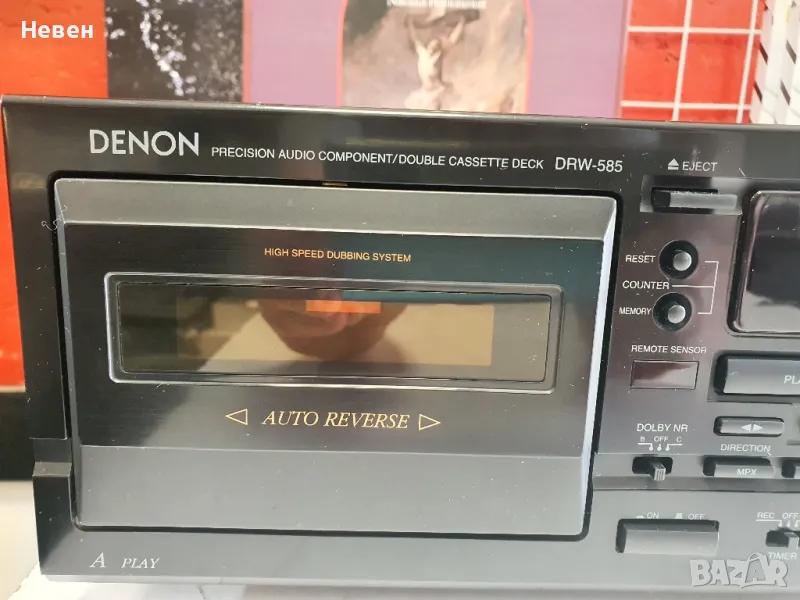 Невен
DENON PRECISION AUDIO COMPONENT/DOUBLE CASSETTE DECK DRW-585
EJECT
HIGH SPEED DUBBING SYSTEM
RESET
COUNTER
MEMORY
REMOTE SENSOR
AUTO REVERSE
DOLBY NR
B OFF C
DIRECTION
MPX
ON OFF
REC OFF
TIMER
A PLAY
BAZAR